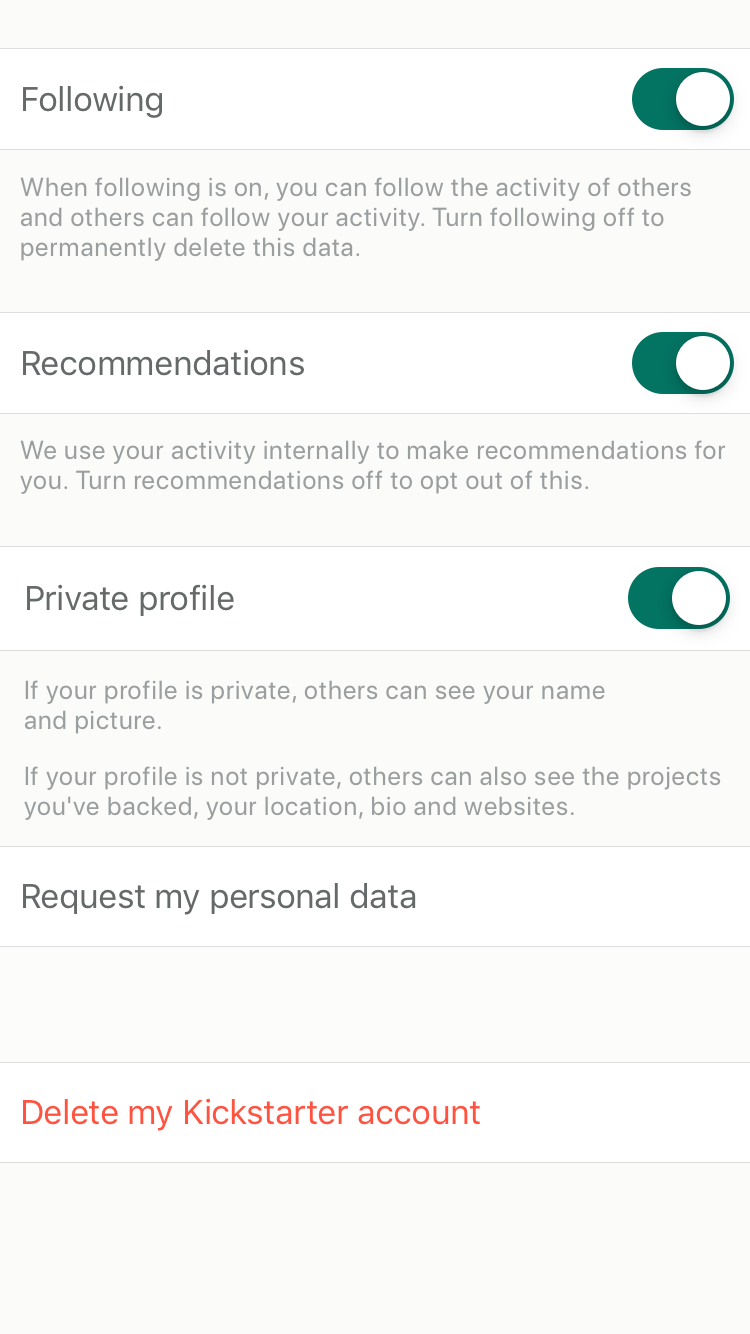 Following
When following is on, you can follow the activity of others
and others can follow your activity. Turn following off to
permanently delete this data.
Recommendations
We use your activity internally to make recommendations for
you. Turn recommendations off to opt out of this.
Private profile
If your profile is private, others can see your name
and picture.
If your profile is not private, others can also see the projects
you've backed, your location, bio and websites.
Request my personal data
Delete my Kickstarter account